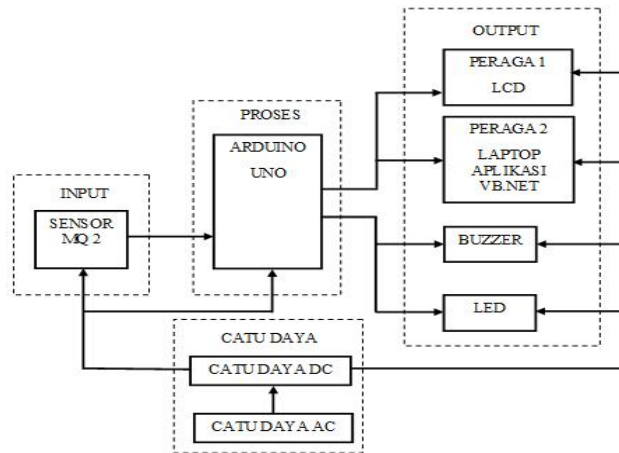 OUTPUT
PERAGA 1
LCD
PROSES
ARDUINO
UNO
PERAGA 2
LAPTOP
APLIKASI
VB.NET
INPUT
SENSOR
MQ 2
BUZZER
LED
CATU DAYA
CATU DAYA DC
CATU DAYA AC